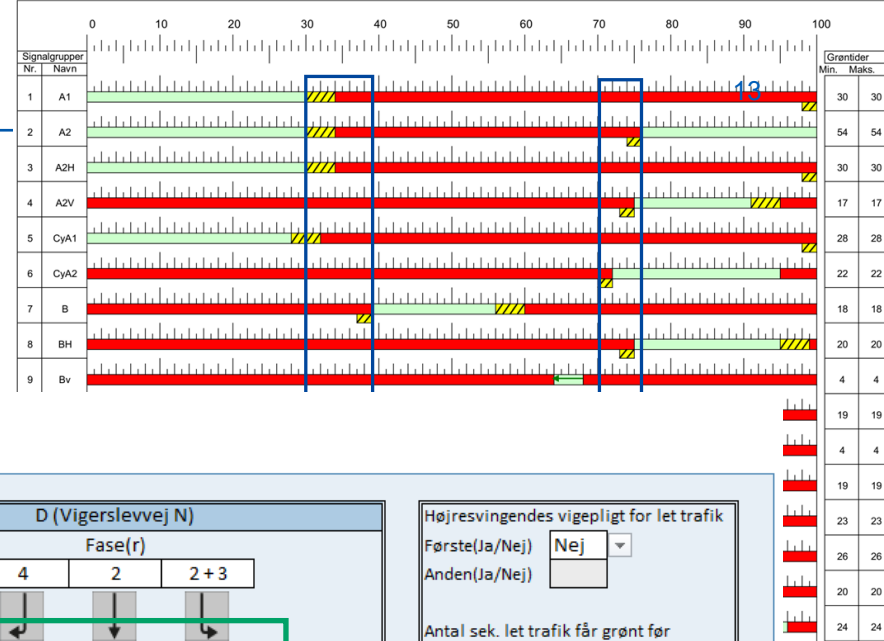 0 10 20 30 40 50 60 70 80 90 100
Signalgrupper Grøntider
Nr. Navn Min. Maks.
13
1 A1 30 30
2 A2 54 54
3 A2H 30 30
4 A2V 17 17
5 CyA1 28 28
6 CyA2 22 22
7 B 18 18
8 BH 20 20
9 Bv 4 4
19 19
4 4
19 19
23 23
26 26
20 20
24 24
D (Vigerslevvej N)
Fase(r)
4 2 2 + 3
Højresvingendes vigepligt for let trafik
Første(Ja/Nej) Nej
Anden(Ja/Nej)
Antal sek. let trafik får grønt før